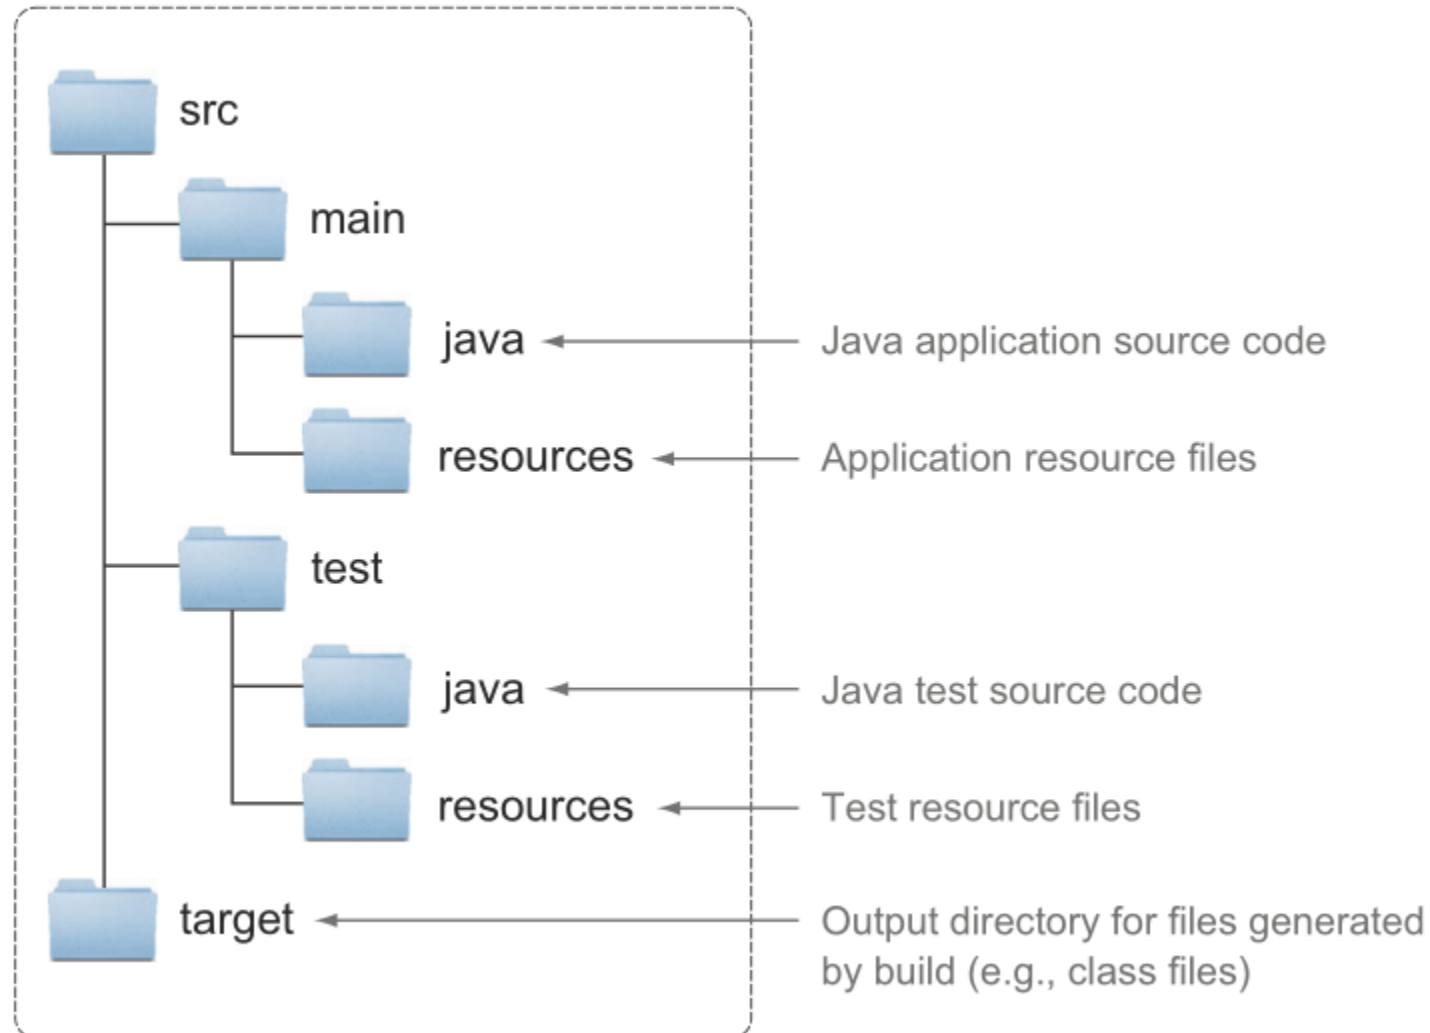 src
main
java
Java application source code
resources
Application resource files
test
java
Java test source code
resources
Test resource files
target
Output directory for files generated
by build (e.g., class files)